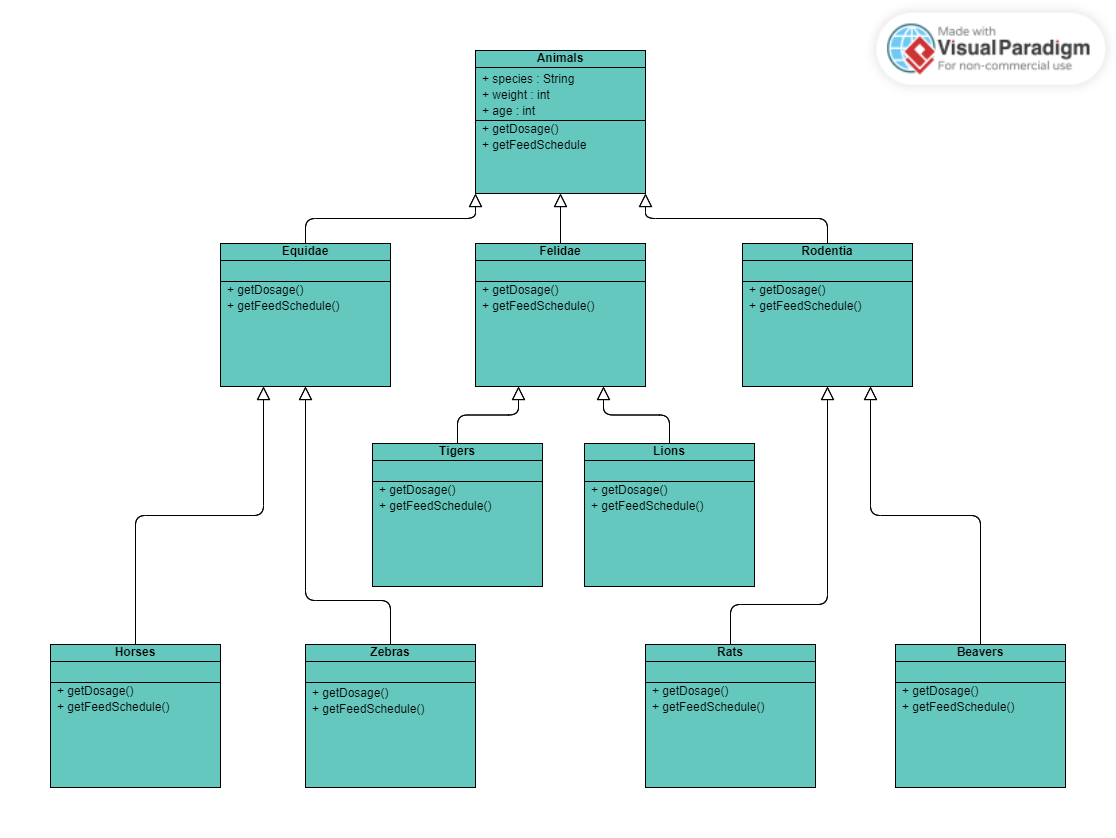 Made with
Visual Paradigm
For non-commercial use
Animals
+ species : String
+ weight : int
+ age : int
+ getDosage()
+ getFeedSchedule
Equidae
+ getDosage()
+ getFeedSchedule()
Felidae
+ getDosage()
+ getFeedSchedule()
Rodentia
+ getDosage()
+ getFeedSchedule()
Tigers
+ getDosage()
+ getFeedSchedule()
Lions
+ getDosage()
+ getFeedSchedule()
Horses
+ getDosage()
+ getFeedSchedule()
Zebras
+ getDosage()
+ getFeedSchedule()
Rats
+ getDosage()
+ getFeedSchedule()
Beavers
+ getDosage()
+ getFeedSchedule()